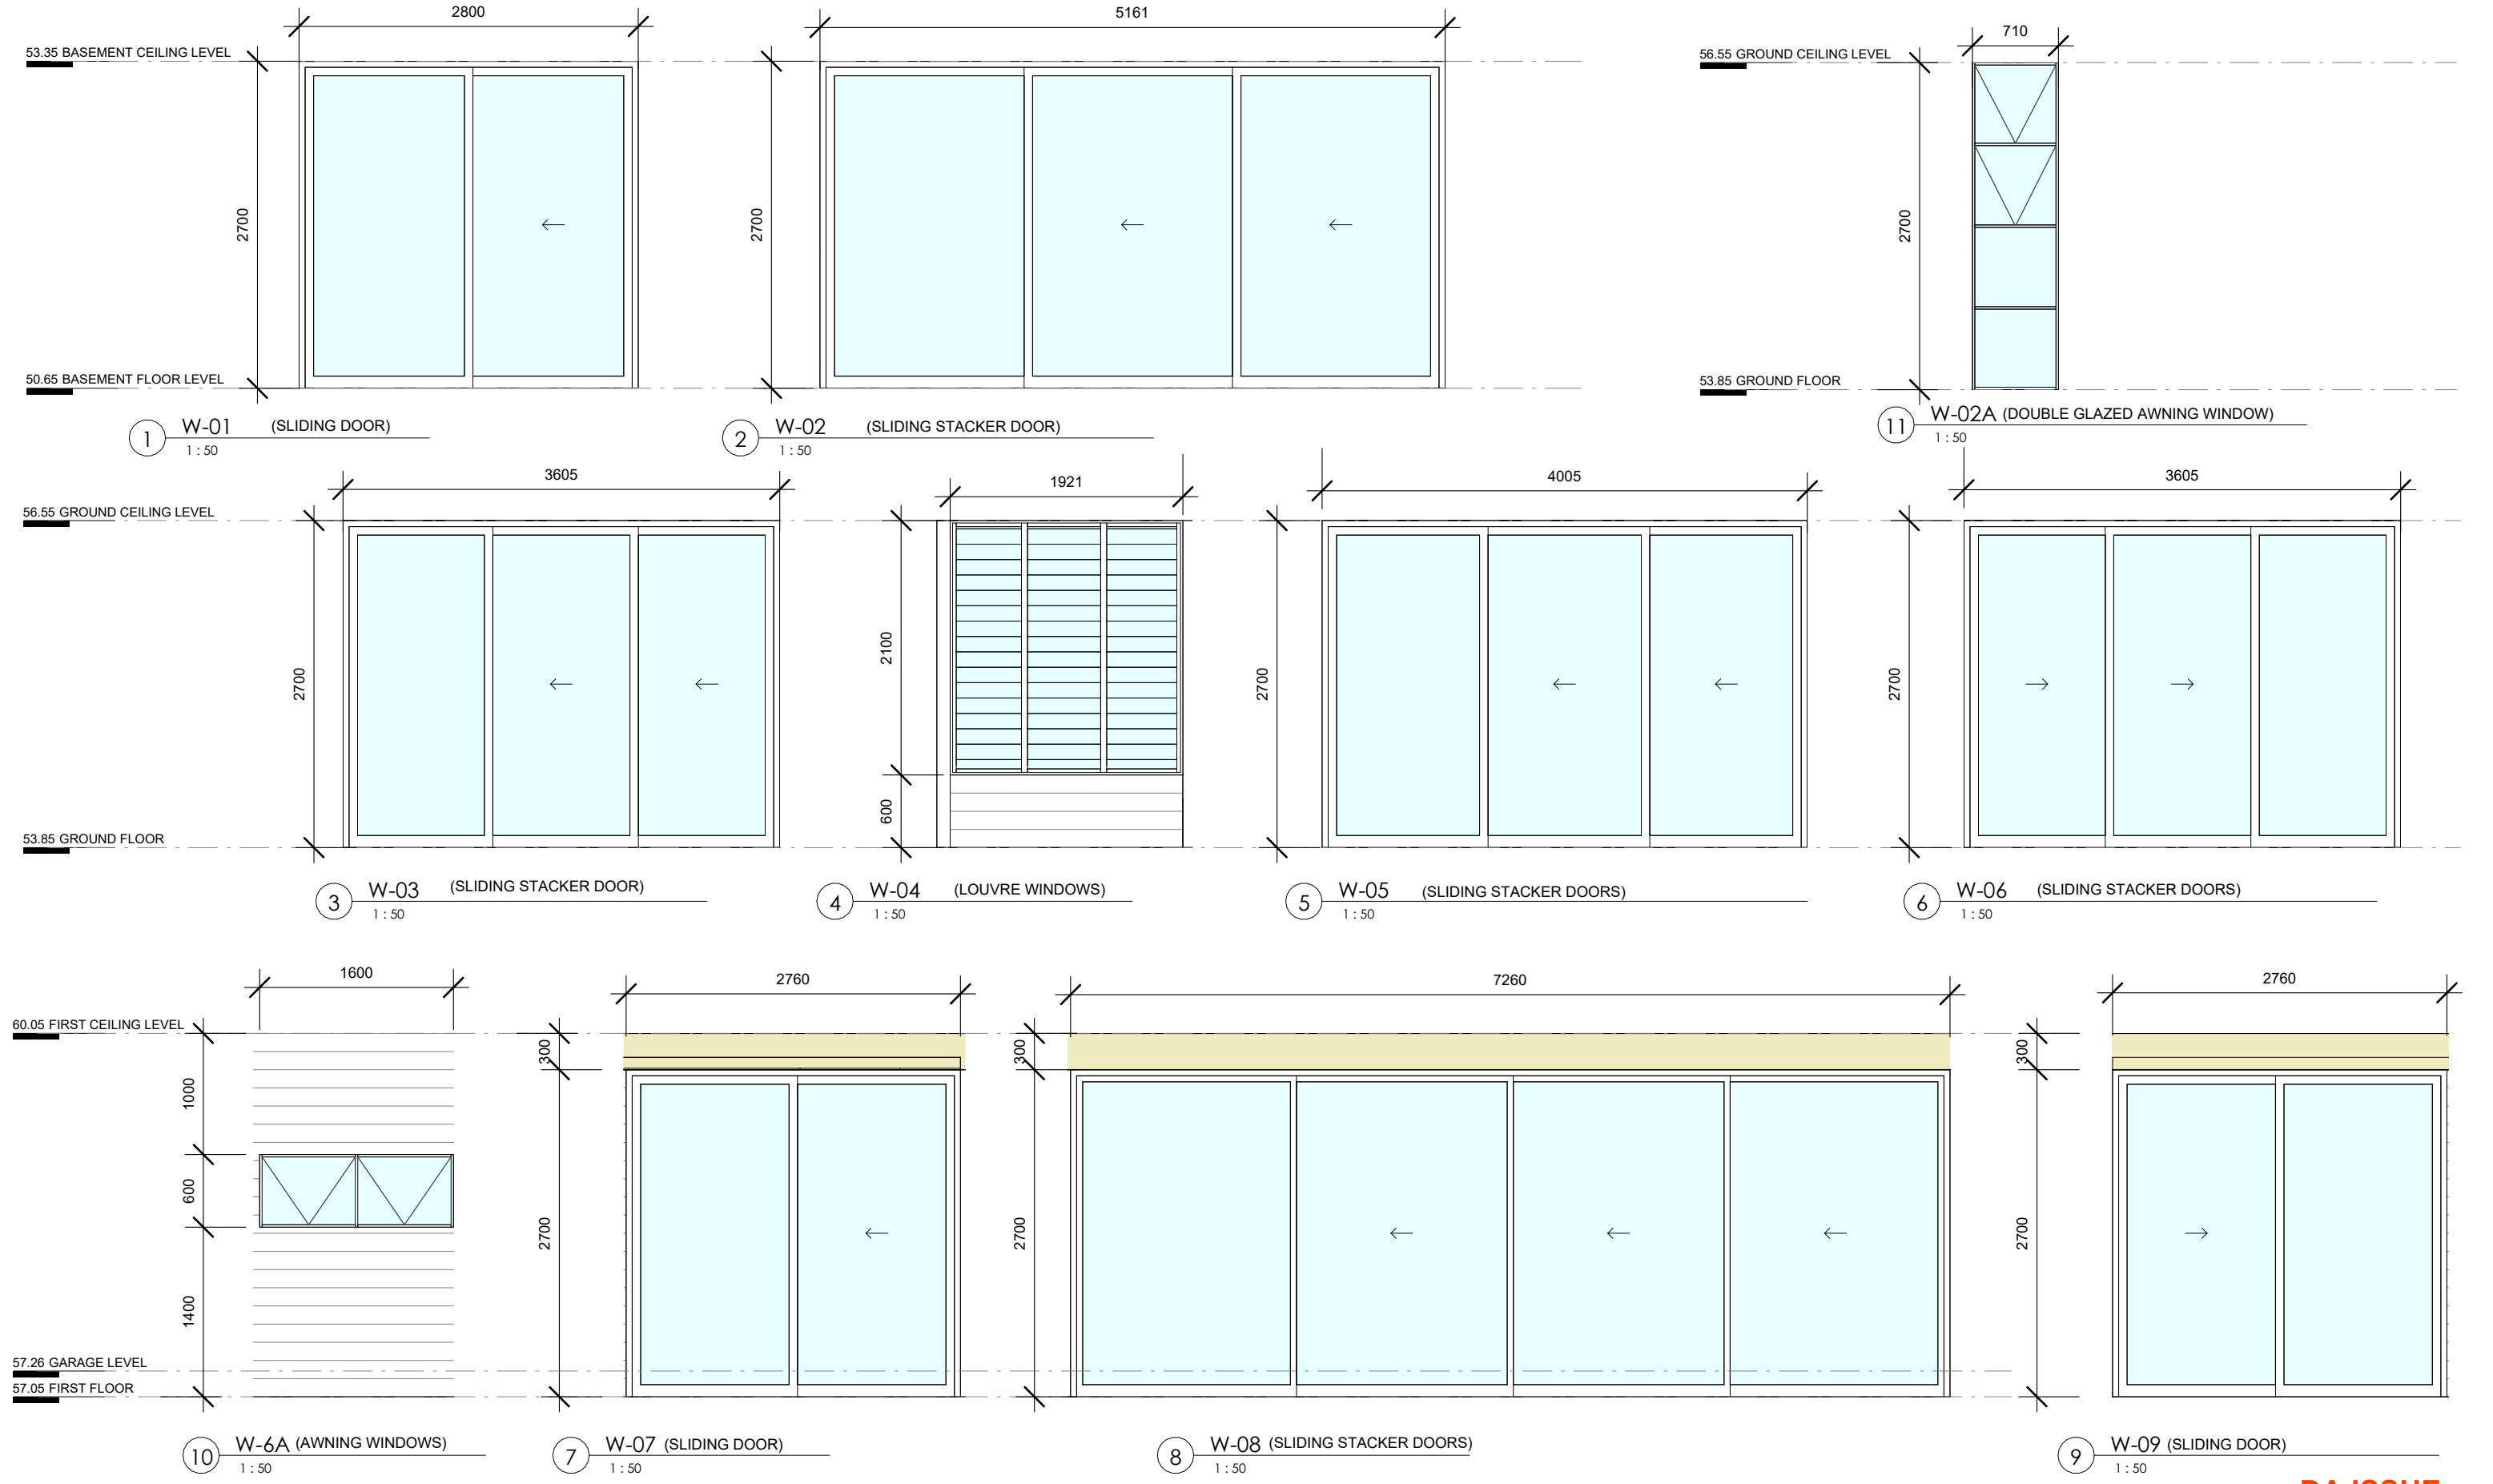 2800
5161
710
53.35 BASEMENT CEILING LEVEL
56.55 GROUND CEILING LEVEL
2700
2700
2700
50.65 BASEMENT FLOOR LEVEL
53.85 GROUND FLOOR
1 W-01 (SLIDING DOOR)
1 : 50
2 W-02 (SLIDING STACKER DOOR)
1 : 50
11 W-02A (DOUBLE GLAZED AWNING WINDOW)
1 : 50
3605
1921
4005
3605
56.55 GROUND CEILING LEVEL
2700
2100
600
2700
2700
53.85 GROUND FLOOR
3 W-03 (SLIDING STACKER DOOR)
1 : 50
4 W-04 (LOUVRE WINDOWS)
1 : 50
5 W-05 (SLIDING STACKER DOORS)
1 : 50
6 W-06 (SLIDING STACKER DOORS)
1 : 50
1600
2760
7260
2760
60.05 FIRST CEILING LEVEL
1000
600
1400
300
2700
300
2700
300
2700
57.26 GARAGE LEVEL
57.05 FIRST FLOOR
10 W-6A (AWNING WINDOWS)
1 : 50
7 W-07 (SLIDING DOOR)
1 : 50
8 W-08 (SLIDING STACKER DOORS)
1 : 50
9 W-09 (SLIDING DOOR)
1 : 50